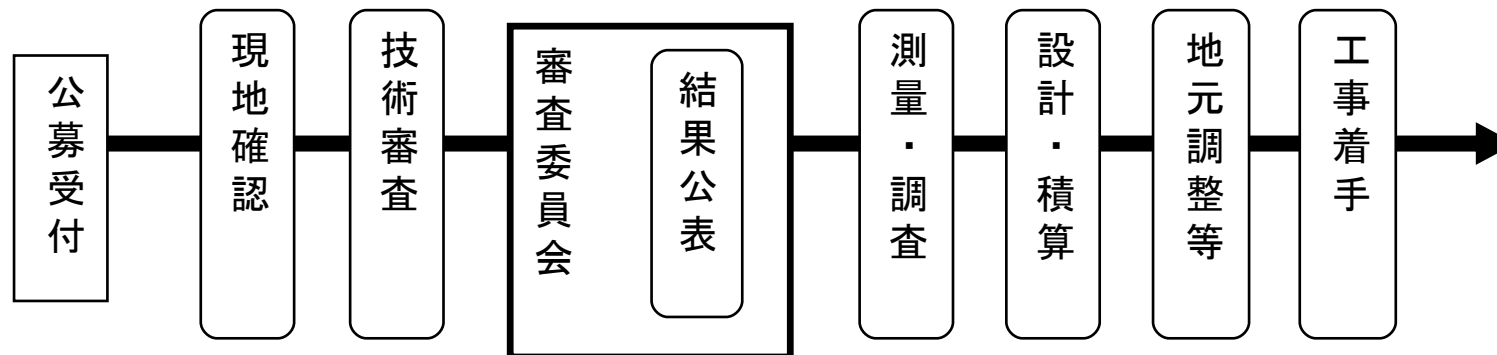 公募受付
現地確認
技術審査
審査委員会
結果公表
測量・調査
設計・積算
地元調整等
工事着手